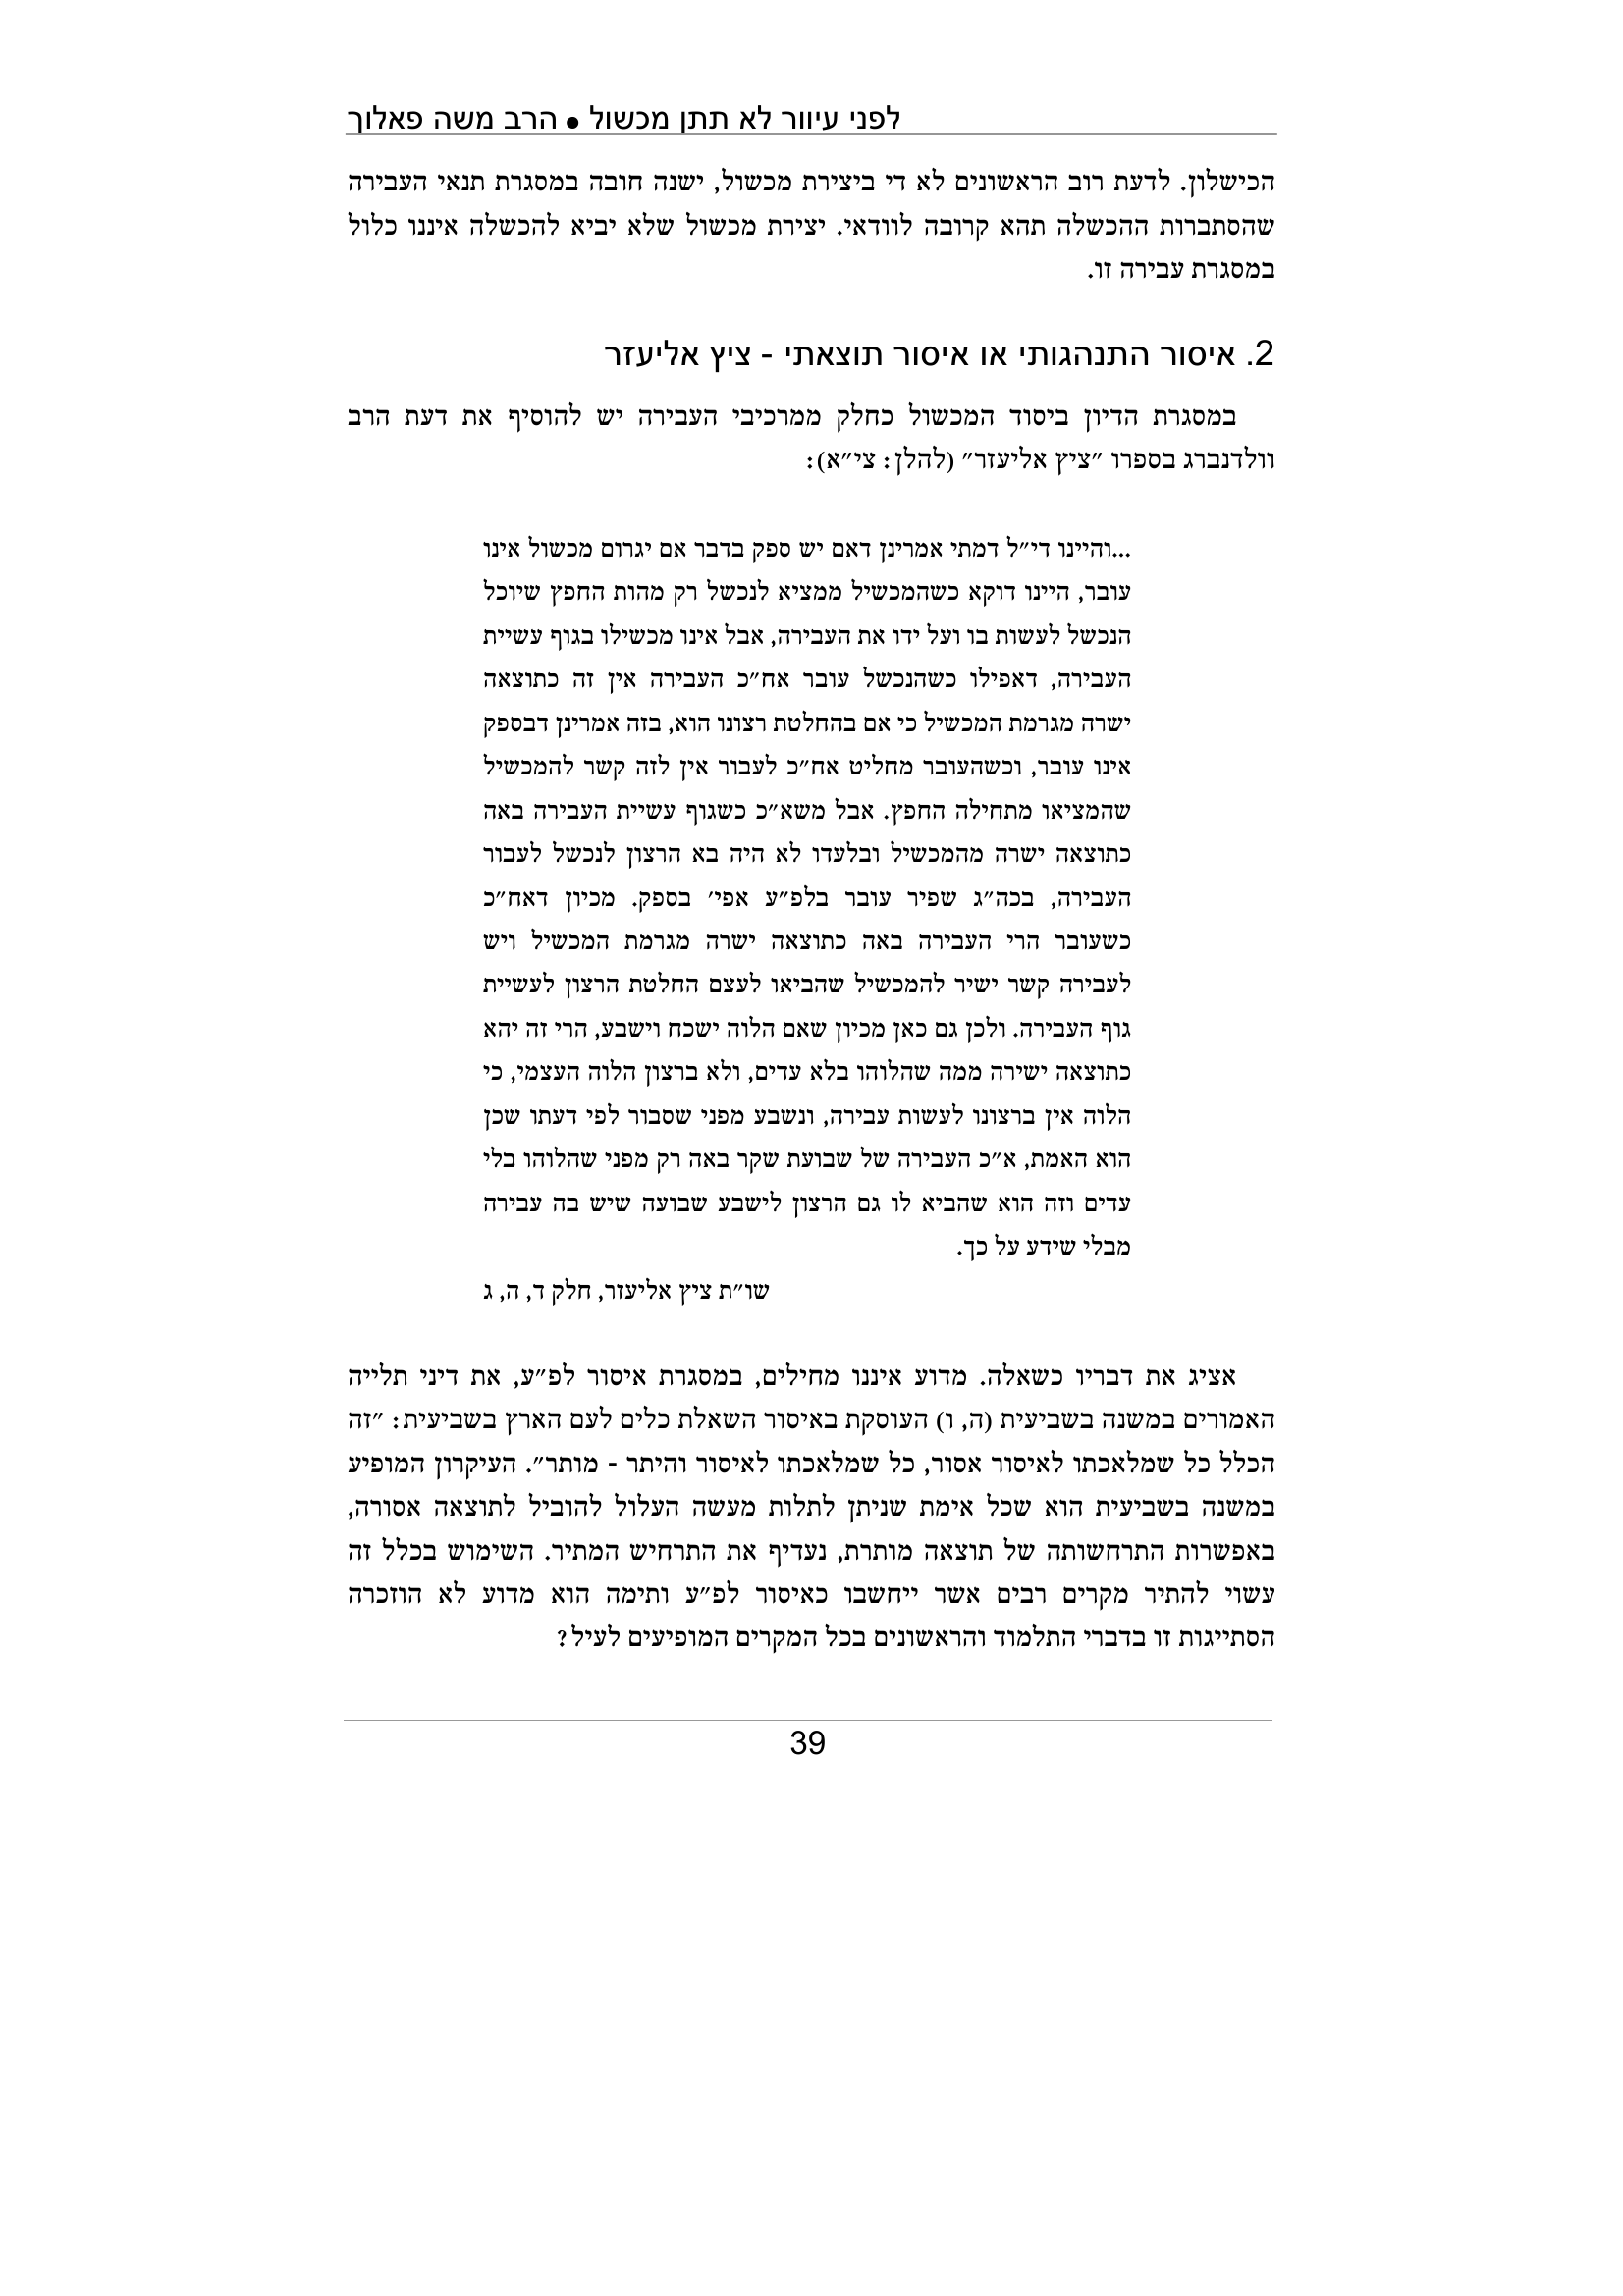 לפני עיוור לא תתן מכשול ● הרב משה פאלוך
הכישלון. לדעת רוב הראשונים לא די ביצירת מכשול, ישנה חובה במסגרת תנאי העבירה
שהסתברות ההכשלה תהא קרובה לוודאי. יצירת מכשול שלא יביא להכשלה איננו כלול
במסגרת עבירה זו.
2. איסור התנהגותי או איסור תוצאתי - ציץ אליעזר
במסגרת הדיון ביסוד המכשול כחלק ממרכיבי העבירה יש להוסיף את דעת הרב
וולדנברג בספרו ״ציץ אליעזר״ (להלן: צי״א):
...והיינו די״ל דמתי אמרינן דאם יש ספק בדבר אם יגרום מכשול אינו
עובר, היינו דוקא כשהמכשיל ממציא לנכשל רק מהות החפץ שיוכל
הנכשל לעשות בו ועל ידו את העבירה, אבל אינו מכשילו בגוף עשיית
העבירה, דאפילו כשהנכשל עובר אח״כ העבירה אין זה כתוצאה
ישרה מגרמת המכשיל כי אם בהחלטת רצונו הוא, בזה אמרינן דבספק
אינו עובר, וכשהעובר מחליט אח״כ לעבור אין לזה קשר להמכשיל
שהמציאו מתחילה החפץ. אבל משא״כ כשגוף עשיית העבירה באה
כתוצאה ישרה מהמכשיל ובלעדו לא היה בא הרצון לנכשל לעבור
העבירה, בכה״ג שפיר עובר בלפ״ע אפי׳ בספק. מכיון דאח״כ
כשעובר הרי העבירה באה כתוצאה ישרה מגרמת המכשיל ויש
לעבירה קשר ישיר להמכשיל שהביאו לעצם החלטת הרצון לעשיית
גוף העבירה. ולכן גם כאן מכיון שאם הלוה ישכח וישבע, הרי זה יהא
כתוצאה ישירה ממה שהלוהו בלא עדים, ולא ברצון הלוה העצמי, כי
הלוה אין ברצונו לעשות עבירה, ונשבע מפני שסבור לפי דעתו שכן
הוא האמת, א״כ העבירה של שבועת שקר באה רק מפני שהלוהו בלי
עדים וזה הוא שהביא לו גם הרצון לישבע שבועה שיש בה עבירה
מבלי שידע על כך.
שו״ת ציץ אליעזר, חלק ד, ה, ג
אציג את דבריו כשאלה. מדוע איננו מחילים, במסגרת איסור לפ״ע, את דיני תלייה
האמורים במשנה בשביעית (ה, ו) העוסקת באיסור השאלת כלים לעם הארץ בשביעית: ״זה
הכלל כל שמלאכתו לאיסור אסור, כל שמלאכתו לאיסור והיתר - מותר״. העיקרון המופיע
במשנה בשביעית הוא שכל אימת שניתן לתלות מעשה העלול להוביל לתוצאה אסורה,
באפשרות התרחשותה של תוצאה מותרת, נעדיף את התרחיש המתיר. השימוש בכלל זה
עשוי להתיר מקרים רבים אשר ייחשבו כאיסור לפ״ע ותימה הוא מדוע לא הוזכרה
הסתייגות זו בדברי התלמוד והראשונים בכל המקרים המופיעים לעיל?
39